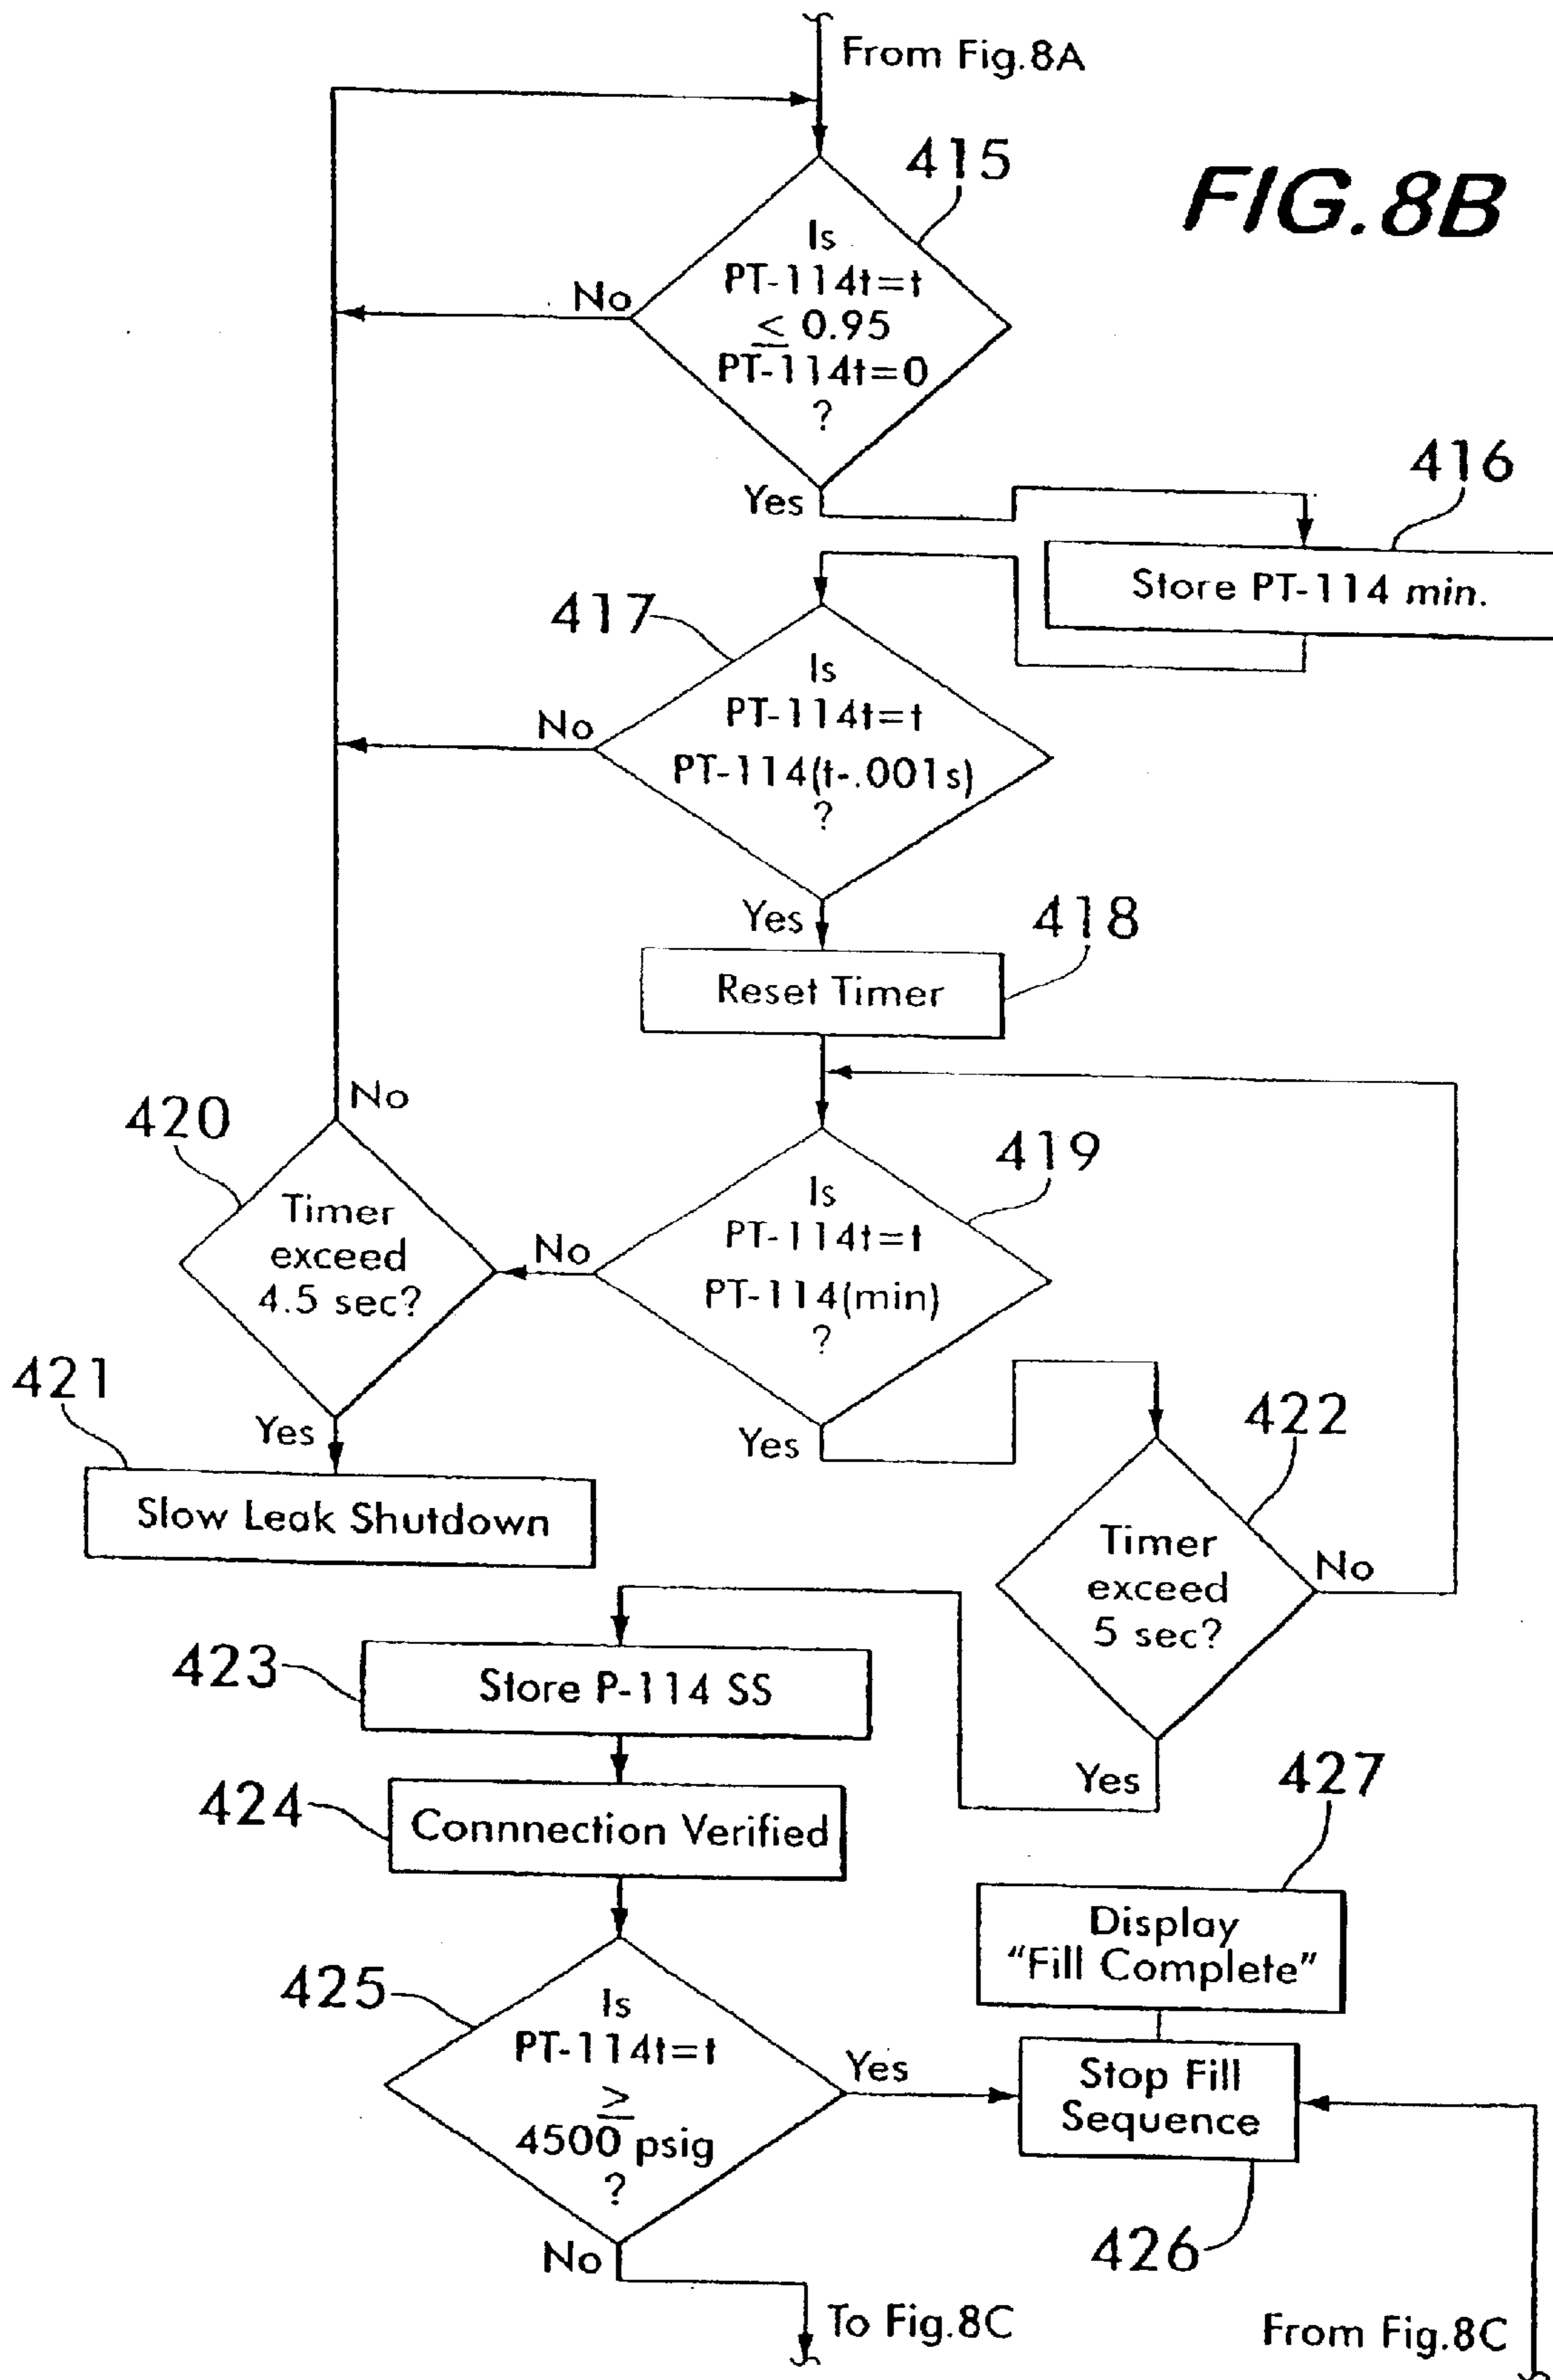 From Fig.8A
FIG.8B
415
Is
PT-114t=t
≤ 0.95
PT-114t=0
?
No
Yes
416
Store PT-114 min.
417
Is
PT-114t=t
PT-114(t-.001s)
?
No
Yes
418
Reset Timer
No
420
Timer
exceed
4.5 sec?
No
419
Is
PT-114t=t
PT-114(min)
?
421
Yes
Slow Leak Shutdown
Yes
422
Timer
exceed
5 sec?
No
423
Store P-114 SS
Yes
424
Connnection Verified
427
Display
"Fill Complete"
425
Is
PT-114t=t
≥
4500 psig
?
Yes
Stop Fill
Sequence
426
No
To Fig.8C
From Fig.8C